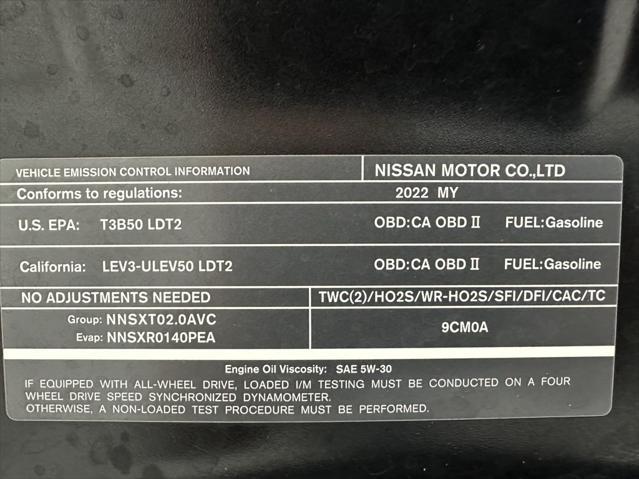 VEHICLE EMISSION CONTROL INFORMATION NISSAN MOTOR CO.,LTD
Conforms to regulations: 2022 MY
U.S. EPA: T3B50 LDT2 OBD:CA OBD II FUEL:Gasoline
California: LEV3-ULEV50 LDT2 OBD:CA OBD II FUEL:Gasoline
NO ADJUSTMENTS NEEDED TWC(2)/HO2S/WR-HO2S/SFI/DFI/CAC/TC
Group: NNSXT02.0AVC
Evap: NNSXR0140PEA
9CM0A
Engine Oil Viscosity: SAE 5W-30
IF EQUIPPED WITH ALL-WHEEL DRIVE, LOADED I/M TESTING MUST BE CONDUCTED ON A FOUR
WHEEL DRIVE SPEED SYNCHRONIZED DYNAMOMETER.
OTHERWISE, A NON-LOADED TEST PROCEDURE MUST BE PERFORMED.